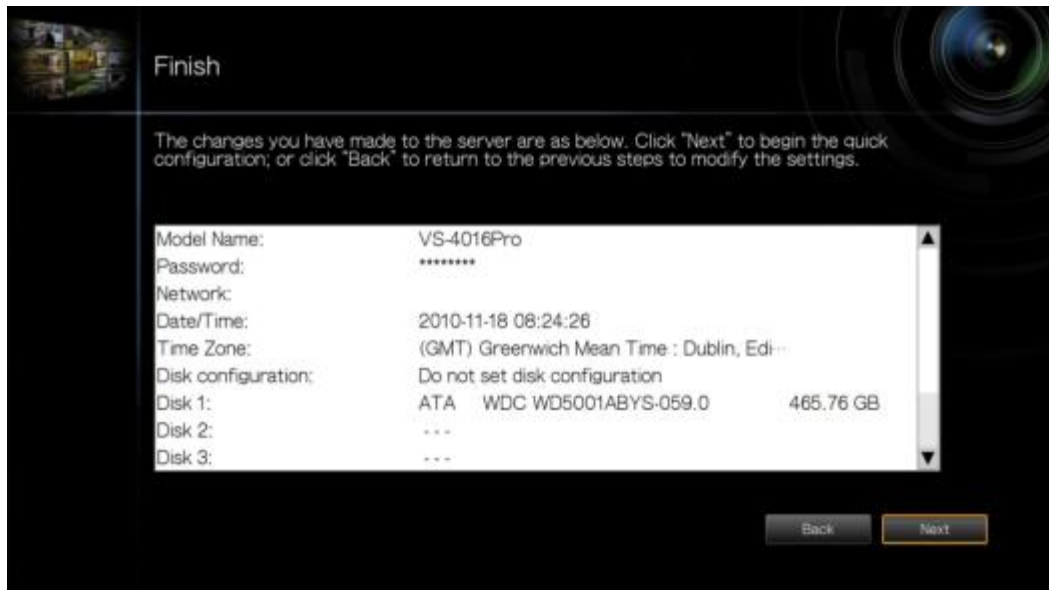 Finish
The changes you have made to the server are as below. Click "Next" to begin the quick
configuration; or click "Back" to return to the previous steps to modify the settings.
Model Name: VS-4016Pro
Password: ********
Network:
Date/Time: 2010-11-18 08:24:26
Time Zone: (GMT) Greenwich Mean Time : Dublin, Edi...
Disk configuration: Do not set disk configuration
Disk 1: ATA WDC WD5001ABYS-059.0 465.76 GB
Disk 2: - - -
Disk 3: - - -
Back Next